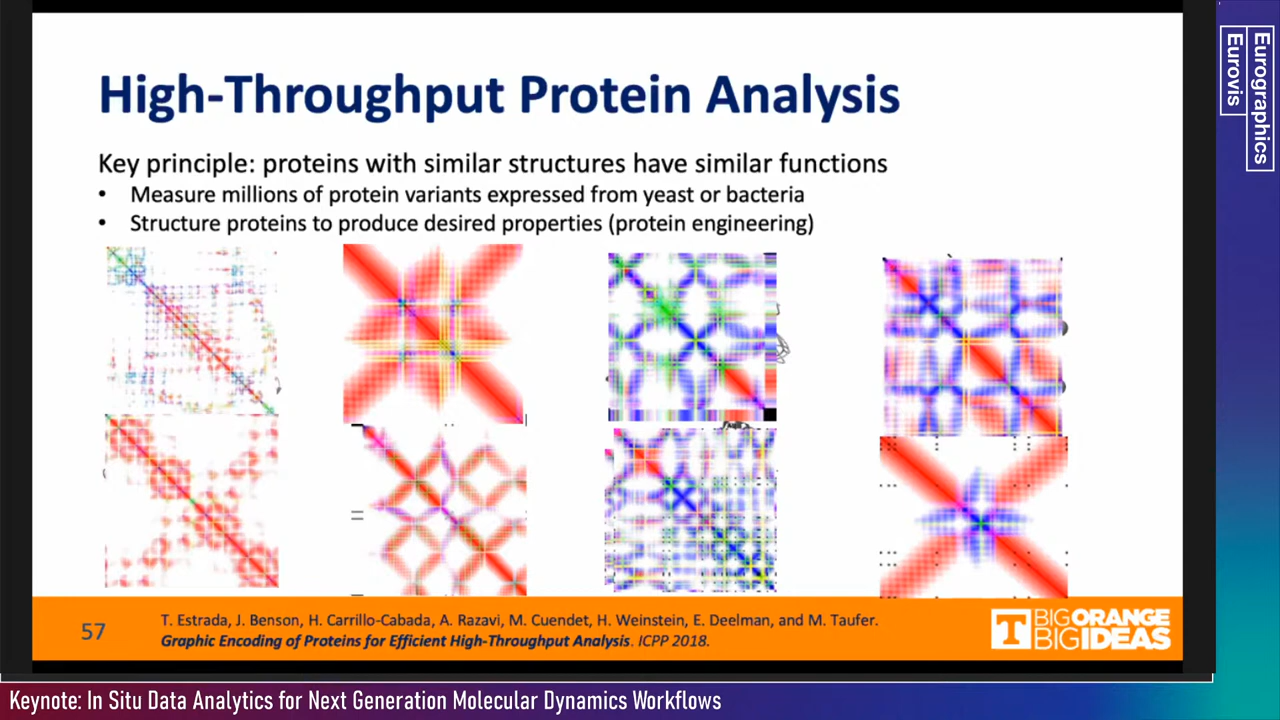 High-Throughput Protein Analysis
Key principle: proteins with similar structures have similar functions
• Measure millions of protein variants expressed from yeast or bacteria
• Structure proteins to produce desired properties (protein engineering)
57
T. Estrada, J. Benson, H. Carrillo-Cabada, A. Razavi, M. Cuendet, H. Weinstein, E. Deelman, and M. Taufer.
Graphic Encoding of Proteins for Efficient High-Throughput Analysis. ICPP 2018.
T BIG ORANGE
BIG IDEAS
Eurographics
Eurovis
Keynote: In Situ Data Analytics for Next Generation Molecular Dynamics Workflows